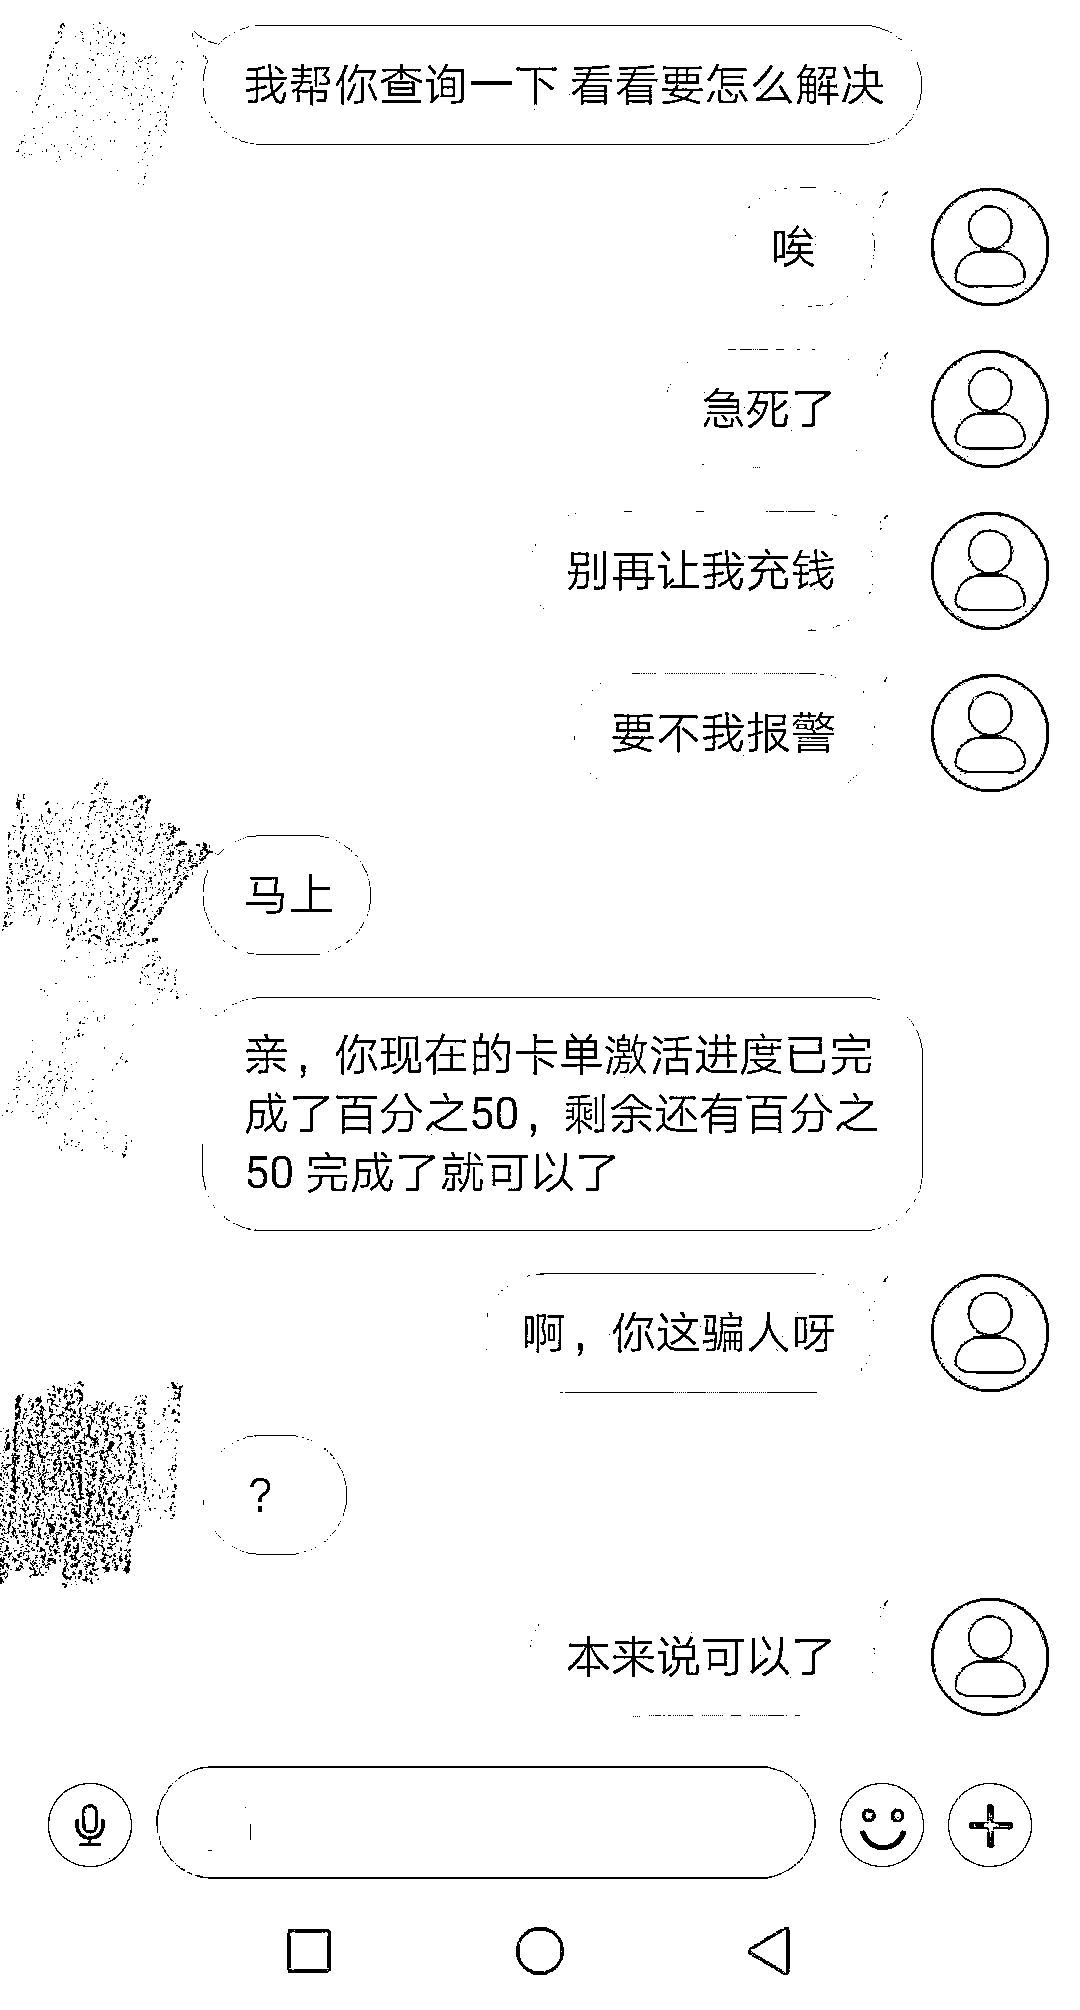 我帮你查询一下 看看要怎么解决
唉
急死了
别再让我充钱
要不我报警
马上
亲，你现在的卡单激活进度已完
成了百分之50，剩余还有百分之
50 完成了就可以了
啊，你这骗人呀
?
本来说可以了